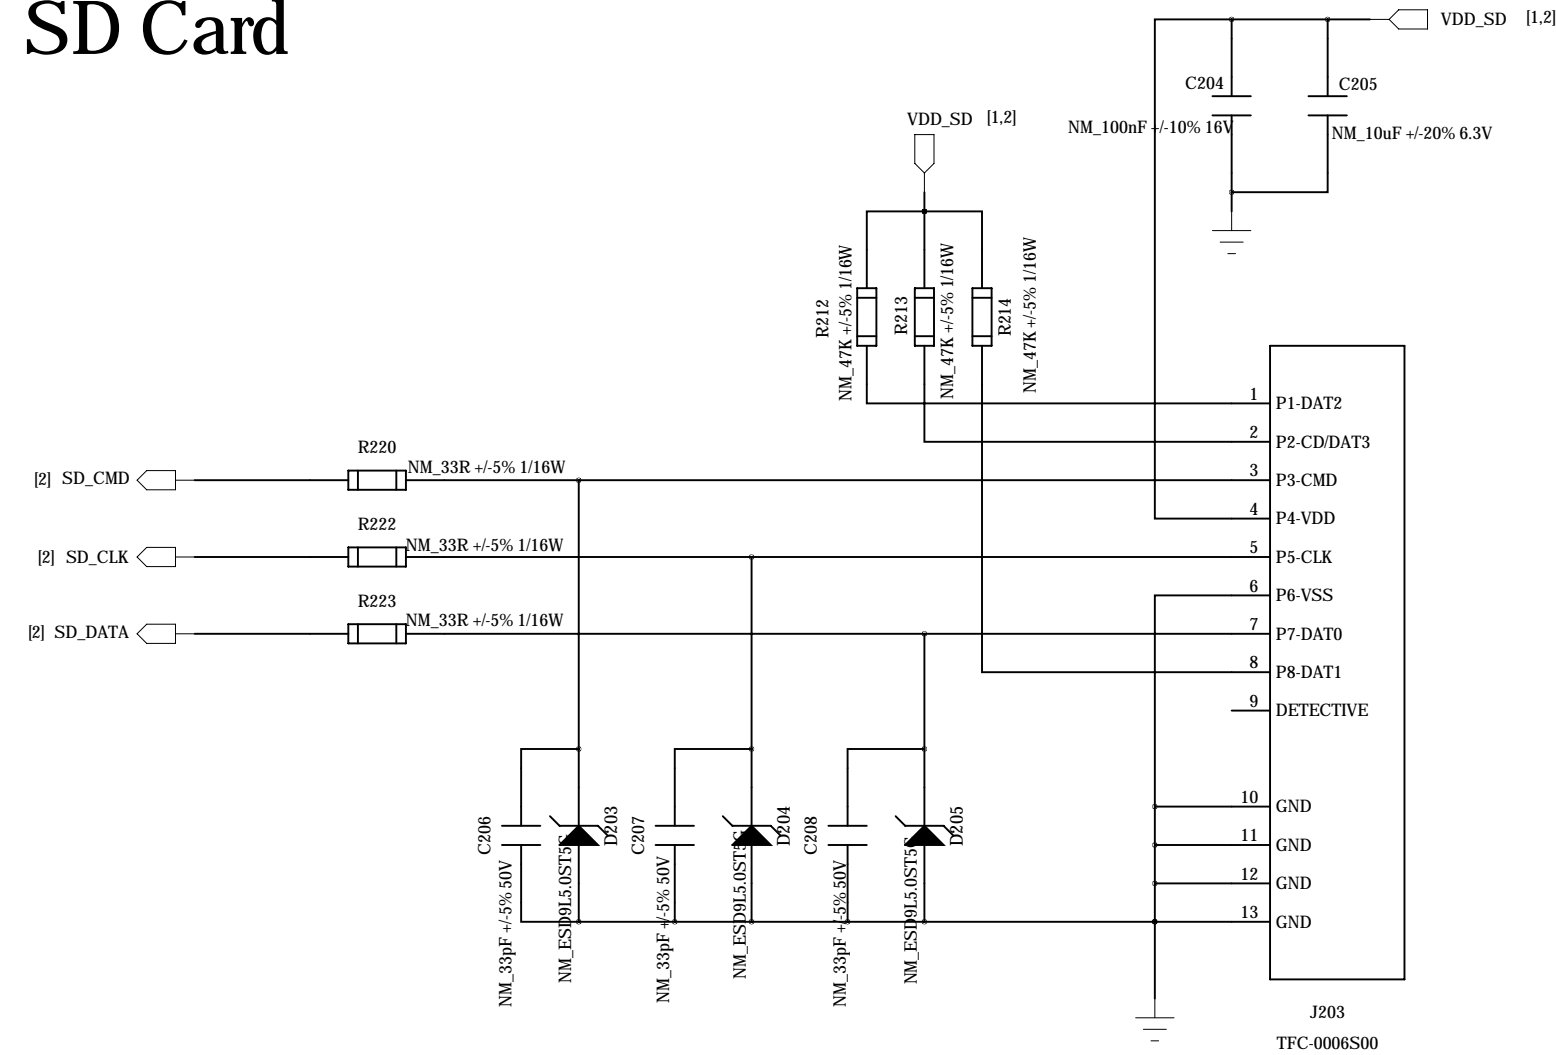 SD Card
VDD_SD [1,2]
C204
C205
NM_100nF +/-10% 16V
NM_10uF +/-20% 6.3V
VDD_SD [1,2]
R212
NM_47K +/-5% 1/16W
R213
NM_47K +/-5% 1/16W
R214
NM_47K +/-5% 1/16W
1 P1-DAT2
2 P2-CD/DAT3
[2] SD_CMD
R220
NM_33R +/-5% 1/16W
3 P3-CMD
4 P4-VDD
[2] SD_CLK
R222
NM_33R +/-5% 1/16W
5 P5-CLK
6 P6-VSS
[2] SD_DATA
R223
NM_33R +/-5% 1/16W
7 P7-DAT0
8 P8-DAT1
9 DETECTIVE
C206
NM_33pF +/-5% 50V
D203
NM_ESD9L5.0ST5G
C207
NM_33pF +/-5% 50V
D204
NM_ESD9L5.0ST5G
C208
NM_33pF +/-5% 50V
D205
NM_ESD9L5.0ST5G
10 GND
11 GND
12 GND
13 GND
J203
TFC-0006S00